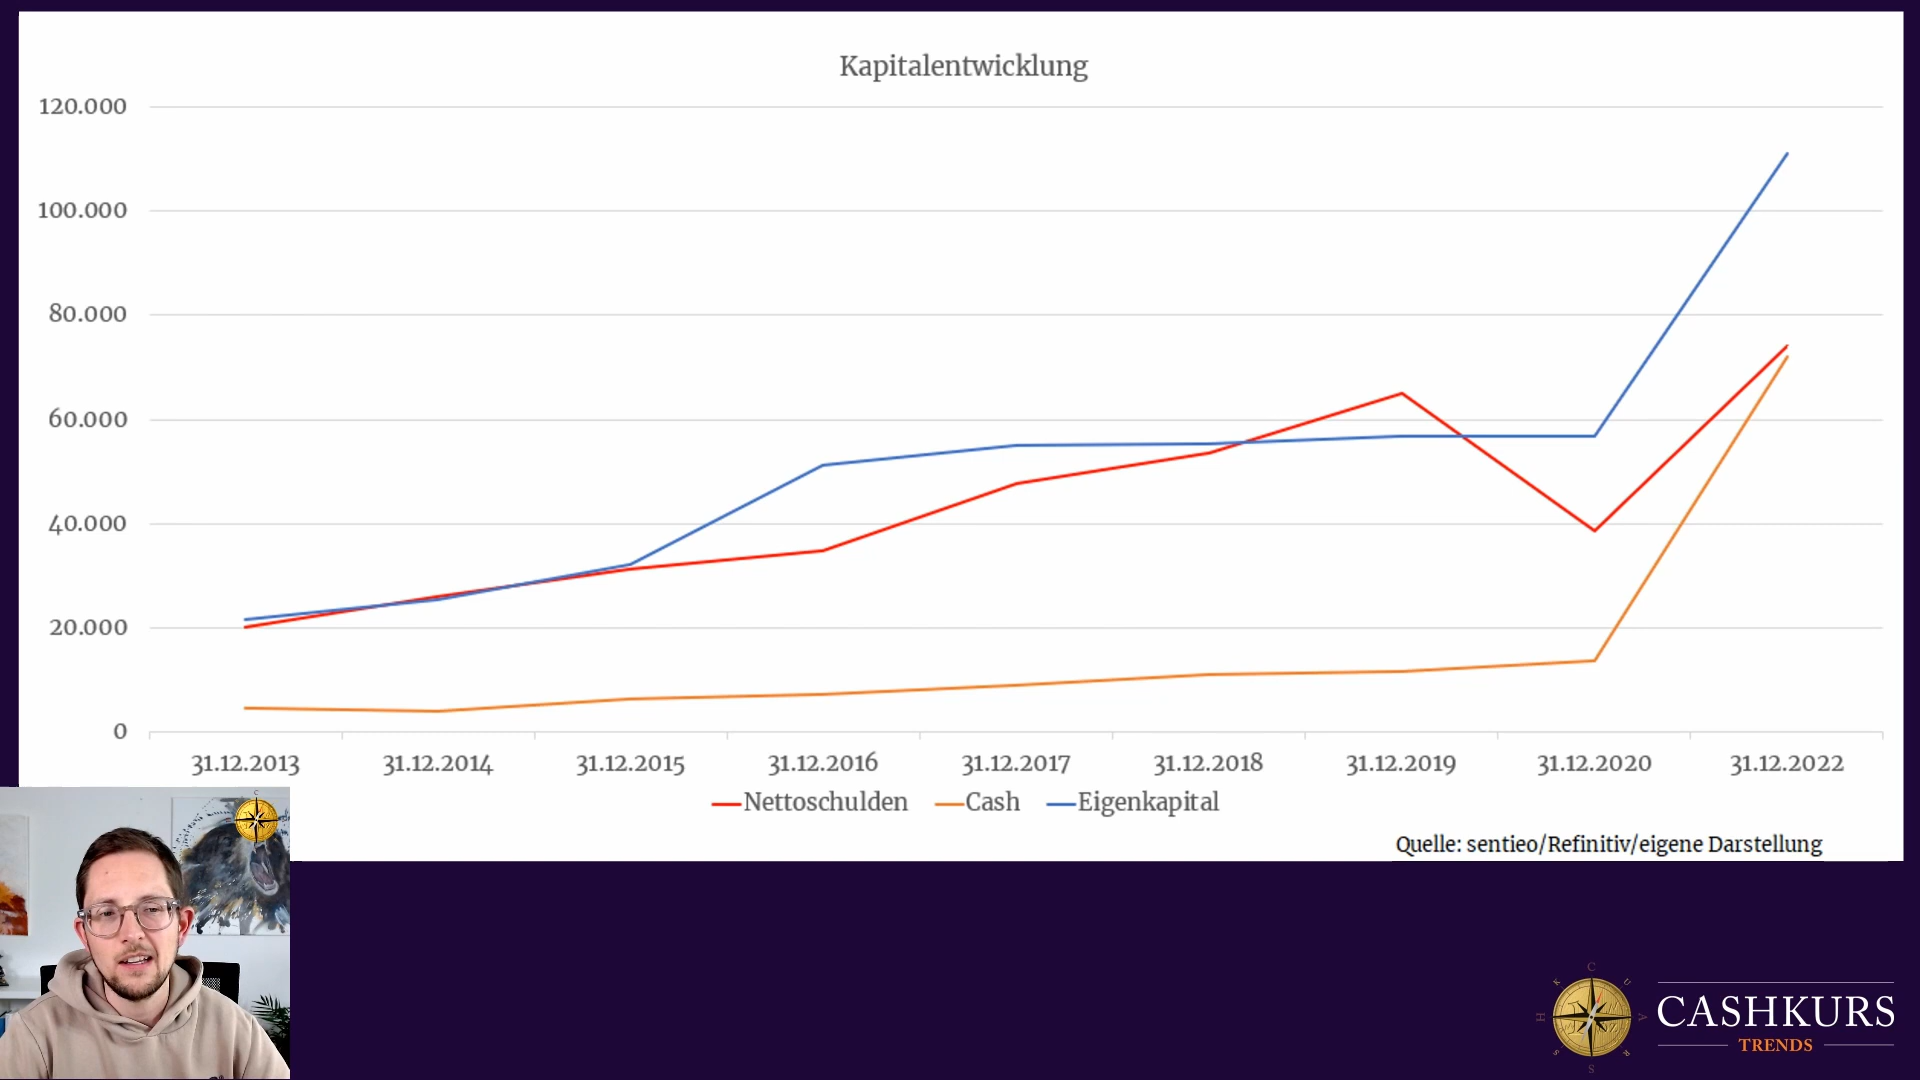 Kapitalentwicklung
120.000
100.000
80.000
60.000
40.000
20.000
0
31.12.2013 31.12.2014 31.12.2015 31.12.2016 31.12.2017 31.12.2018 31.12.2019 31.12.2020 31.12.2022
Nettoschulden Cash Eigenkapital
Quelle: sentieo/Refinitiv/eigene Darstellung
C
C
K U
H A
S R
S
CASHKURS
TRENDS